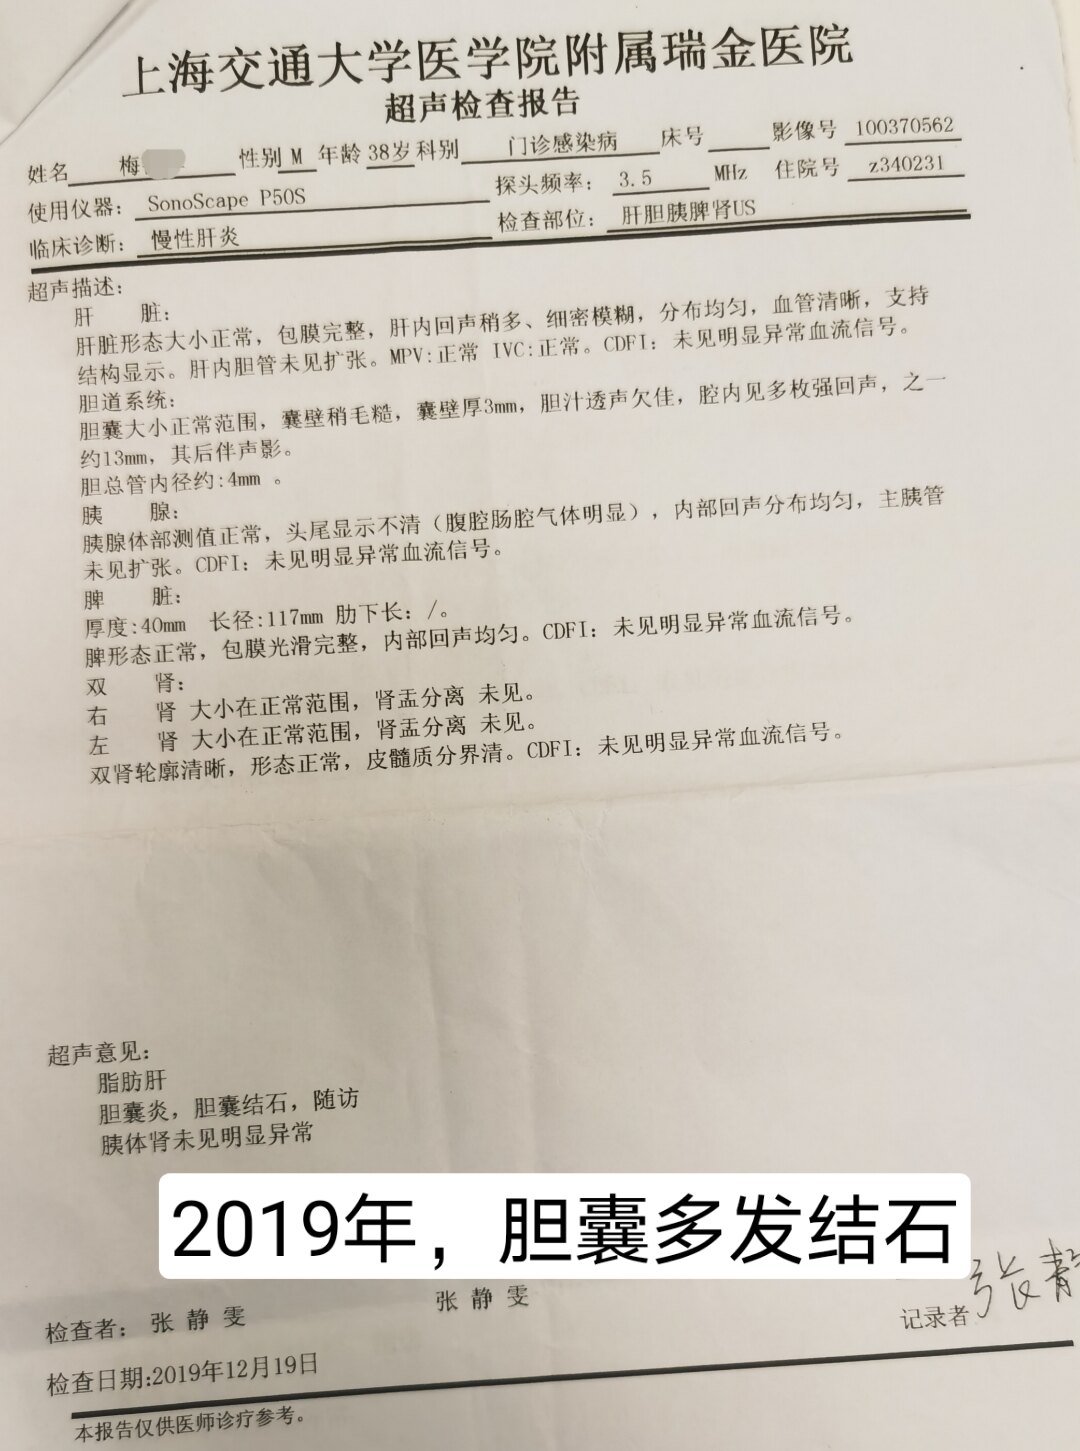 上海交通大学医学院附属瑞金医院
超声检查报告
姓名 梅 性别 M 年龄 38岁 科别 门诊感染病 床号 影像号 100370562
使用仪器: SonoScape P50S 探头频率: 3.5 MHz 住院号 z340231
临床诊断: 慢性肝炎 检查部位: 肝胆胰脾肾US
超声描述:
肝 脏:
肝脏形态大小正常，包膜完整，肝内回声稍多、细密模糊，分布均匀，血管清晰，支持
结构显示。肝内胆管未见扩张。MPV:正常 IVC:正常。CDFI: 未见明显异常血流信号。
胆道系统:
胆囊大小正常范围，囊壁稍毛糙，囊壁厚3mm，胆汁透声欠佳，腔内见多枚强回声，之一
约13mm，其后伴声影。
胆总管内径约:4mm 。
胰 腺:
胰腺体部测值正常，头尾显示不清（腹腔肠腔气体明显），内部回声分布均匀，主胰管
未见扩张。CDFI: 未见明显异常血流信号。
脾 脏:
厚度:40mm 长径:117mm 肋下长: /。
脾形态正常，包膜光滑完整，内部回声均匀。CDFI: 未见明显异常血流信号。
双 肾:
右 肾 大小在正常范围，肾盂分离 未见。
左 肾 大小在正常范围，肾盂分离 未见。
双肾轮廓清晰，形态正常，皮髓质分界清。CDFI: 未见明显异常血流信号。
超声意见:
脂肪肝
胆囊炎，胆囊结石，随访
胰体肾未见明显异常
2019年，胆囊多发结石
检查者: 张静雯 张静雯 记录者 张静
检查日期:2019年12月19日
本报告仅供医师诊疗参考。